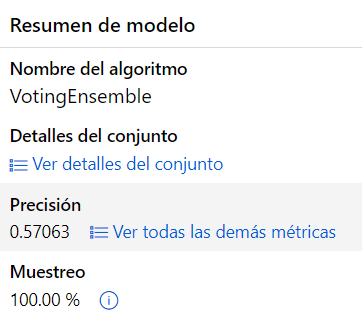 Resumen de modelo
Nombre del algoritmo
VotingEnsemble
Detalles del conjunto
Ver detalles del conjunto
Precisión
0.57063 Ver todas las demás métricas
Muestreo
100.00 %